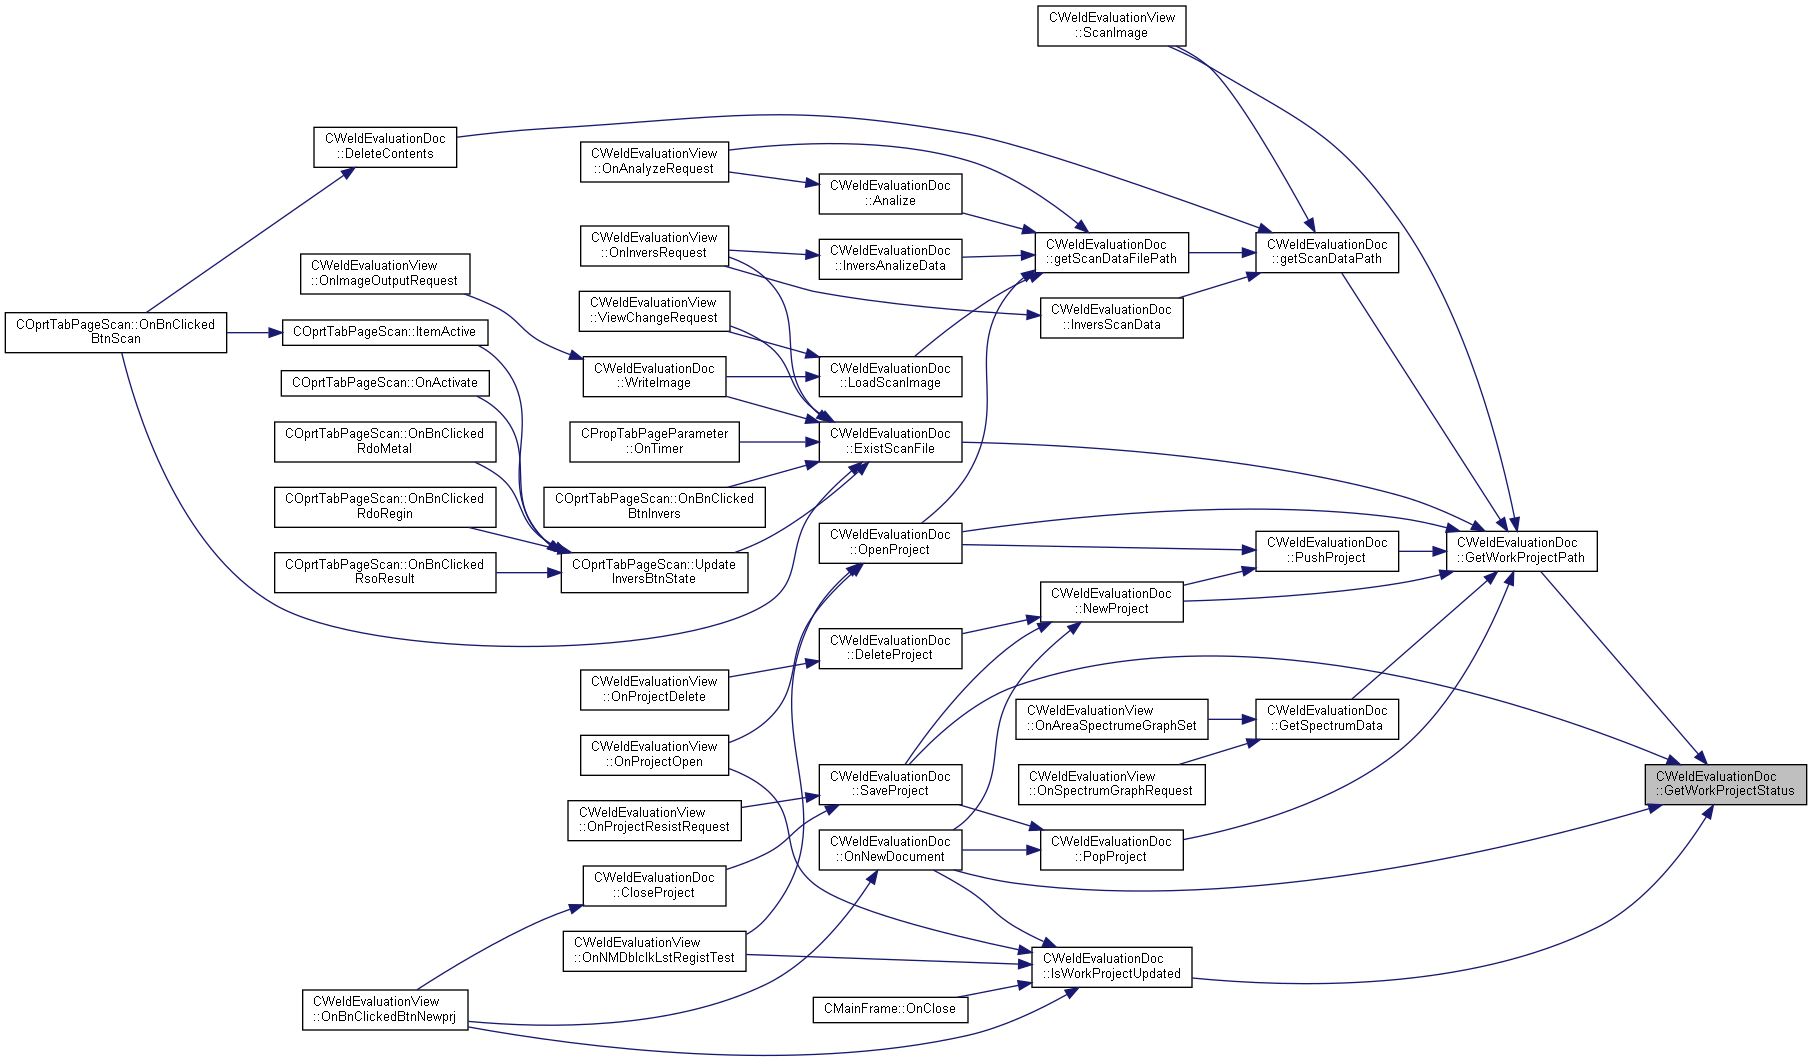 CWeldEvaluationView
::ScanImage
CWeldEvaluationDoc
::DeleteContents
CWeldEvaluationView
::OnAnalyzeRequest
CWeldEvaluationDoc
::Analize
CWeldEvaluationView
::OnInversRequest
CWeldEvaluationDoc
::InversAnalizeData
CWeldEvaluationDoc
::getScanDataFilePath
CWeldEvaluationDoc
::getScanDataPath
CWeldEvaluationView
::OnImageOutputRequest
CWeldEvaluationView
::ViewChangeRequest
CWeldEvaluationDoc
::InversScanData
COprtTabPageScan::OnBnClicked
BtnScan
COprtTabPageScan::ItemActive
CWeldEvaluationDoc
::WriteImage
CWeldEvaluationDoc
::LoadScanImage
COprtTabPageScan::OnActivate
COprtTabPageScan::OnBnClicked
RdoMetal
CPropTabPageParameter
::OnTimer
CWeldEvaluationDoc
::ExistScanFile
COprtTabPageScan::OnBnClicked
RdoRegin
COprtTabPageScan::OnBnClicked
BtnInvers
CWeldEvaluationDoc
::OpenProject
CWeldEvaluationDoc
::PushProject
CWeldEvaluationDoc
::GetWorkProjectPath
COprtTabPageScan::OnBnClicked
RsoResult
COprtTabPageScan::Update
InversBtnState
CWeldEvaluationDoc
::NewProject
CWeldEvaluationDoc
::DeleteProject
CWeldEvaluationView
::OnProjectDelete
CWeldEvaluationView
::OnAreaSpectrumeGraphSet
CWeldEvaluationDoc
::GetSpectrumData
CWeldEvaluationView
::OnProjectOpen
CWeldEvaluationDoc
::SaveProject
CWeldEvaluationView
::OnSpectrumGraphRequest
CWeldEvaluationDoc
::GetWorkProjectStatus
CWeldEvaluationView
::OnProjectResistRequest
CWeldEvaluationDoc
::OnNewDocument
CWeldEvaluationDoc
::PopProject
CWeldEvaluationDoc
::CloseProject
CWeldEvaluationView
::OnNMDblclkLstRegistTest
CWeldEvaluationDoc
::IsWorkProjectUpdated
CWeldEvaluationView
::OnBnClickedBtnNewprj
CMainFrame::OnClose